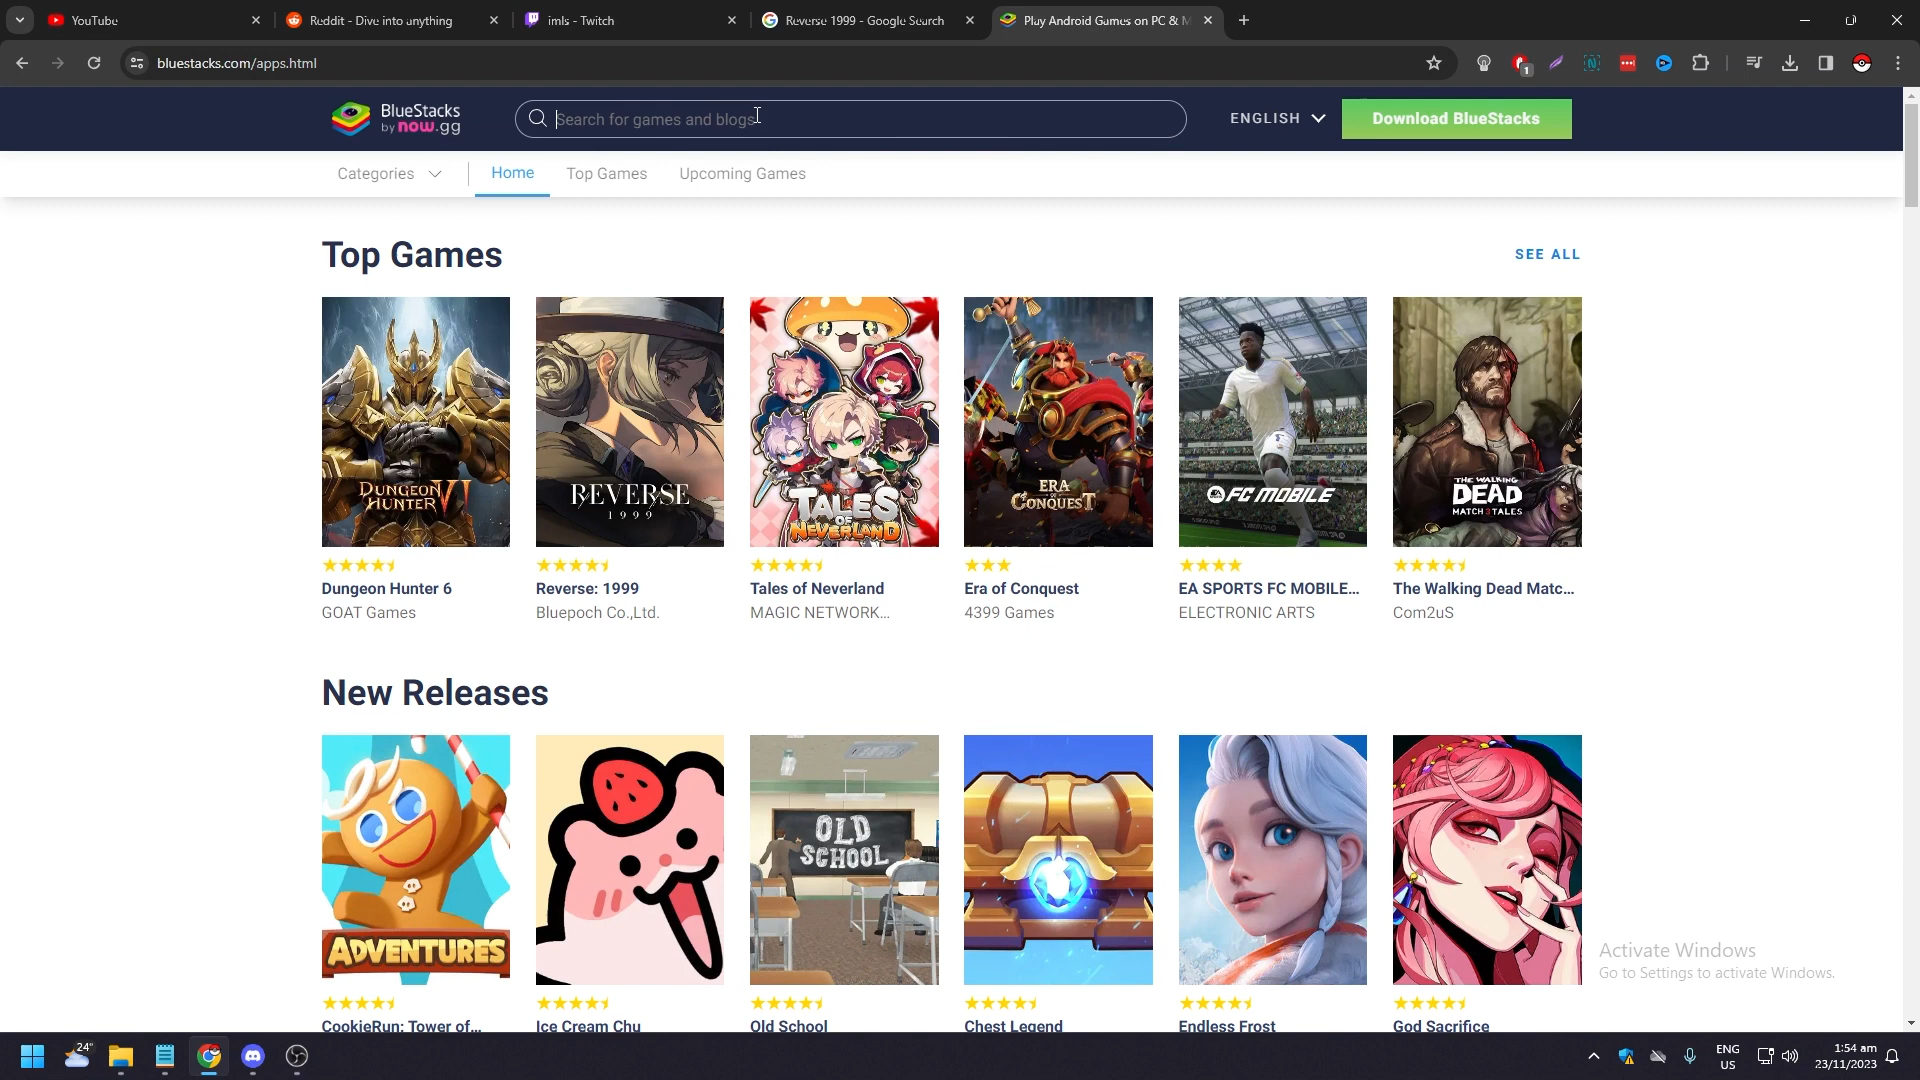 YouTube
Reddit - Dive into anything
imls - Twitch
Reverse 1999 - Google Search
Play Android Games on PC & M
bluestacks.com/apps.html
1
BlueStacks
by now.gg
Search for games and blogs
ENGLISH
Download BlueStacks
Categories
Home
Top Games
Upcoming Games
Top Games
SEE ALL
DUNGEON HUNTER VI
REVERSE
1999
TALES
OF
NEVERLAND
ERA
OF
CONQUEST
FC MOBILE
THE WALKING
DEAD
MATCH 3 TALES
Dungeon Hunter 6
Reverse: 1999
Tales of Neverland
Era of Conquest
EA SPORTS FC MOBILE...
The Walking Dead Matc...
GOAT Games
Bluepoch Co.,Ltd.
MAGIC NETWORK...
4399 Games
ELECTRONIC ARTS
Com2uS
New Releases
ADVENTURES
OLD
SCHOOL
CookieRun: Tower of...
Ice Cream Chu
Old School
Chest Legend
Endless Frost
God Sacrifice
Activate Windows
Go to Settings to activate Windows.
24°
ENG
US
1:54 am
23/11/2023